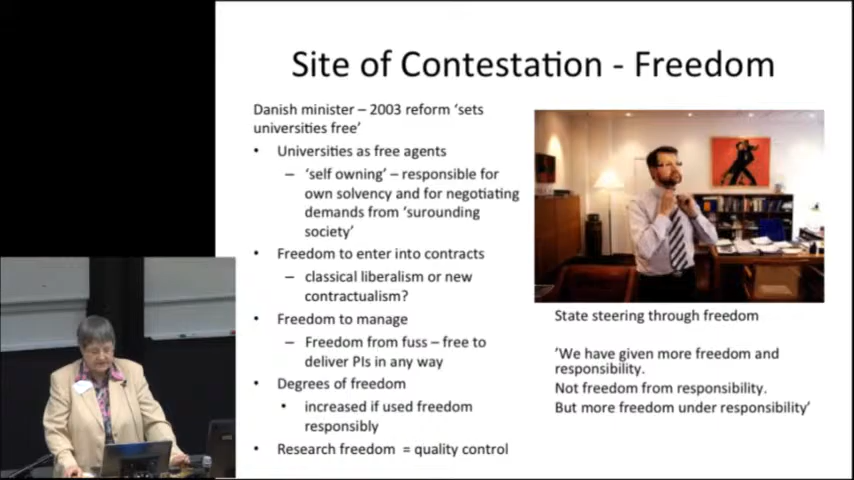 Site of Contestation - Freedom
Danish minister – 2003 reform ‘sets
universities free’
• Universities as free agents
– ‘self owning’ – responsible for
own solvency and for negotiating
demands from ‘surounding
society’
• Freedom to enter into contracts
– classical liberalism or new
contractualism?
• Freedom to manage
– Freedom from fuss – free to
deliver PIs in any way
• Degrees of freedom
• increased if used freedom
responsibly
• Research freedom = quality control
State steering through freedom
‘We have given more freedom and
responsibility.
Not freedom from responsibility.
But more freedom under responsibility’